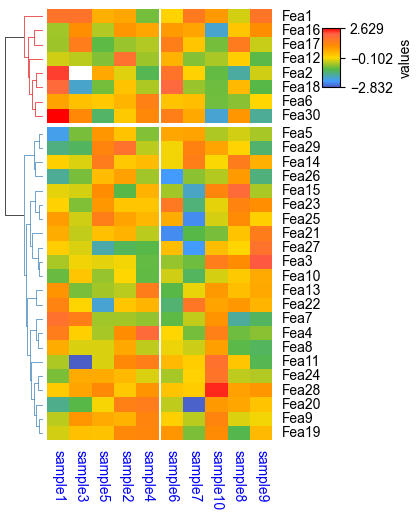 Fea1
Fea16
Fea17
Fea12
Fea2
Fea18
Fea6
Fea30
Fea5
Fea29
Fea14
Fea26
Fea15
Fea23
Fea25
Fea21
Fea27
Fea3
Fea10
Fea13
Fea22
Fea7
Fea4
Fea8
Fea11
Fea24
Fea28
Fea20
Fea9
Fea19
2.629
-0.102
-2.832
values
sample1
sample3
sample5
sample2
sample4
sample6
sample7
sample10
sample8
sample9